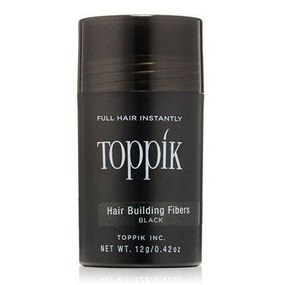 FULL HAIR INSTANTLY
TOPPIK
Hair Building Fibers
BLACK
TOPPIK INC.
NET WT. 12g/0.42oz